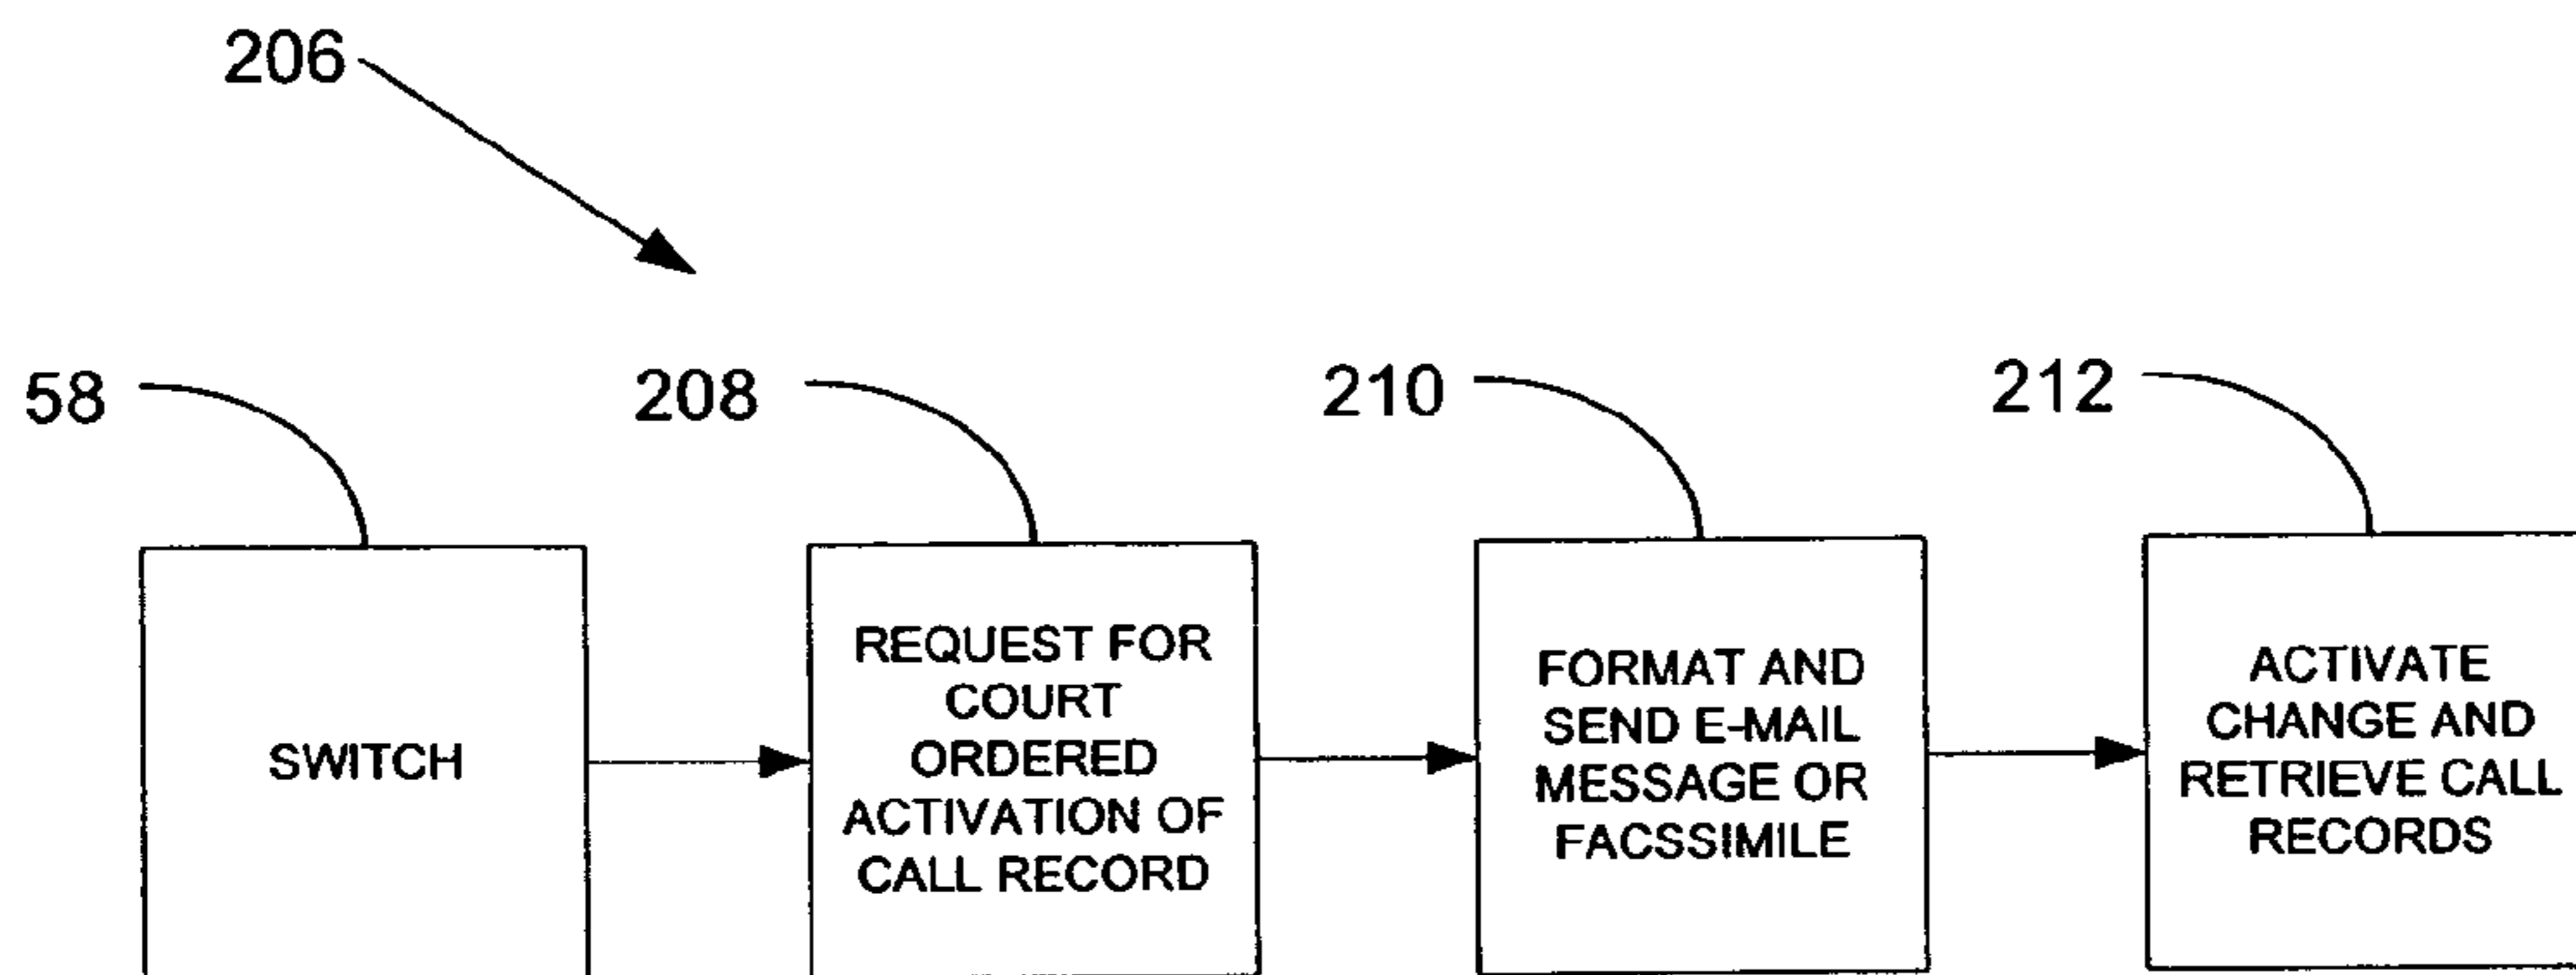 206
58
208
210
212
SWITCH
REQUEST FOR
COURT
ORDERED
ACTIVATION OF
CALL RECORD
FORMAT AND
SEND E-MAIL
MESSAGE OR
FACSSIMILE
ACTIVATE
CHANGE AND
RETRIEVE CALL
RECORDS